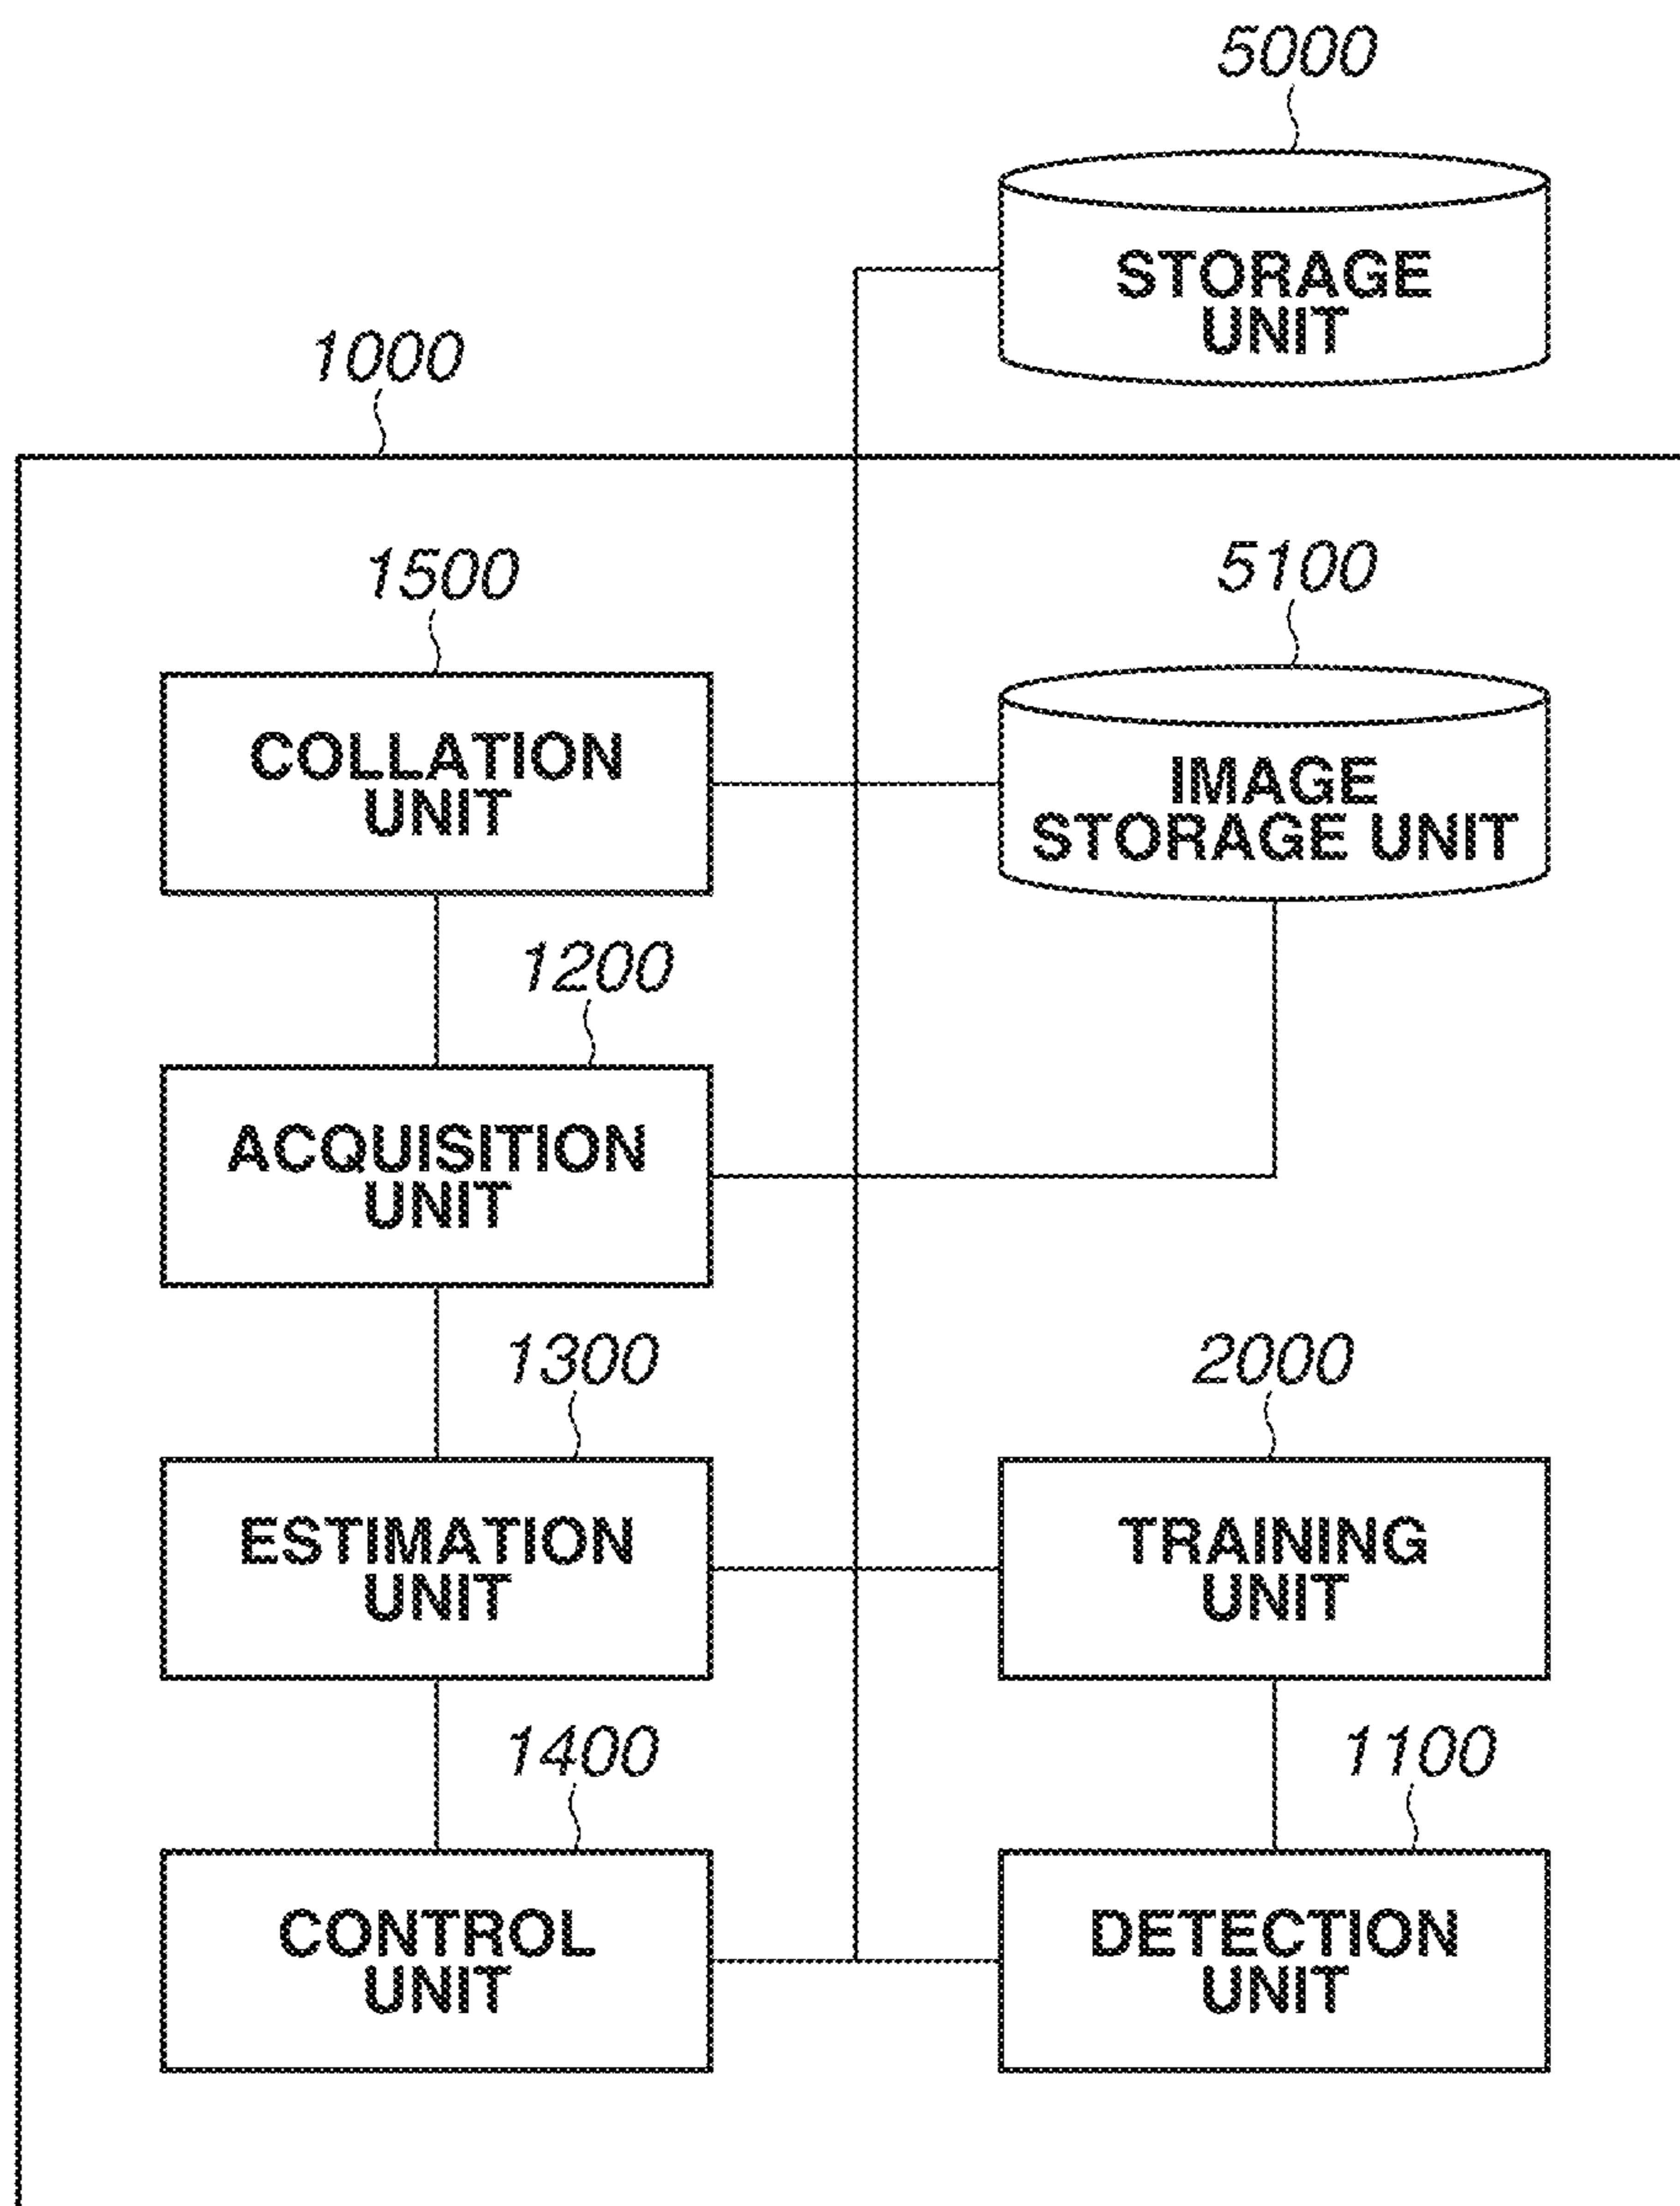 5000
STORAGE
UNIT
1000
1500
COLLATION
UNIT
5100
IMAGE
STORAGE UNIT
1200
ACQUISITION
UNIT
1300
ESTIMATION
UNIT
2000
TRAINING
UNIT
1400
CONTROL
UNIT
1100
DETECTION
UNIT